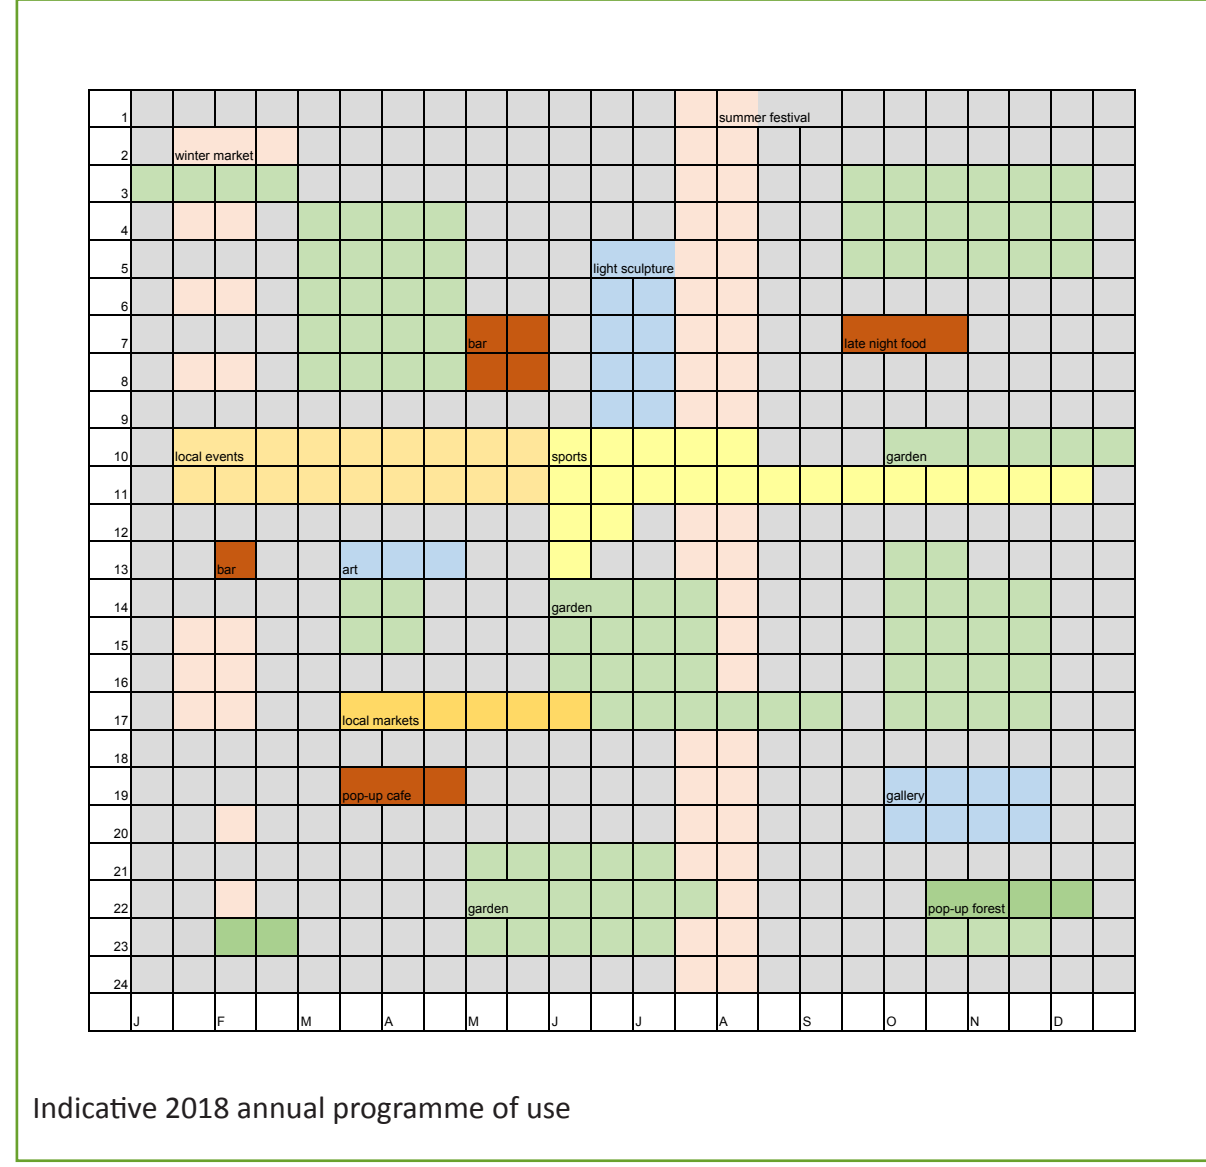 1 summer festival
2 winter market
3
4
5 light sculpture
6
7 bar late night food
8
9
10 local events sports garden
11
12
13 bar art
14 garden
15
16
17 local markets
18
19 pop-up cafe gallery
20
21
22 garden pop-up forest
23
24
J F M A M J J A S O N D
Indicative 2018 annual programme of use